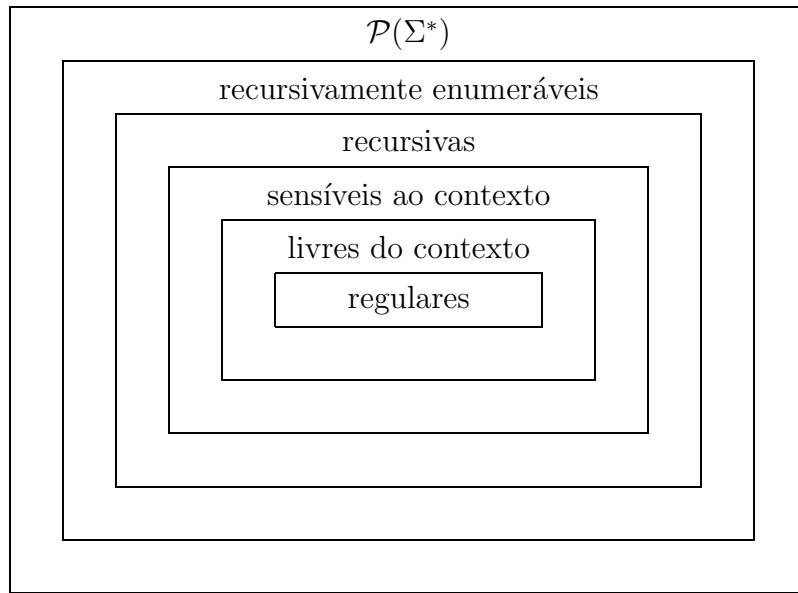 𝒫(Σ*)
recursivamente enumeráveis
recursivas
sensíveis ao contexto
livres do contexto
regulares